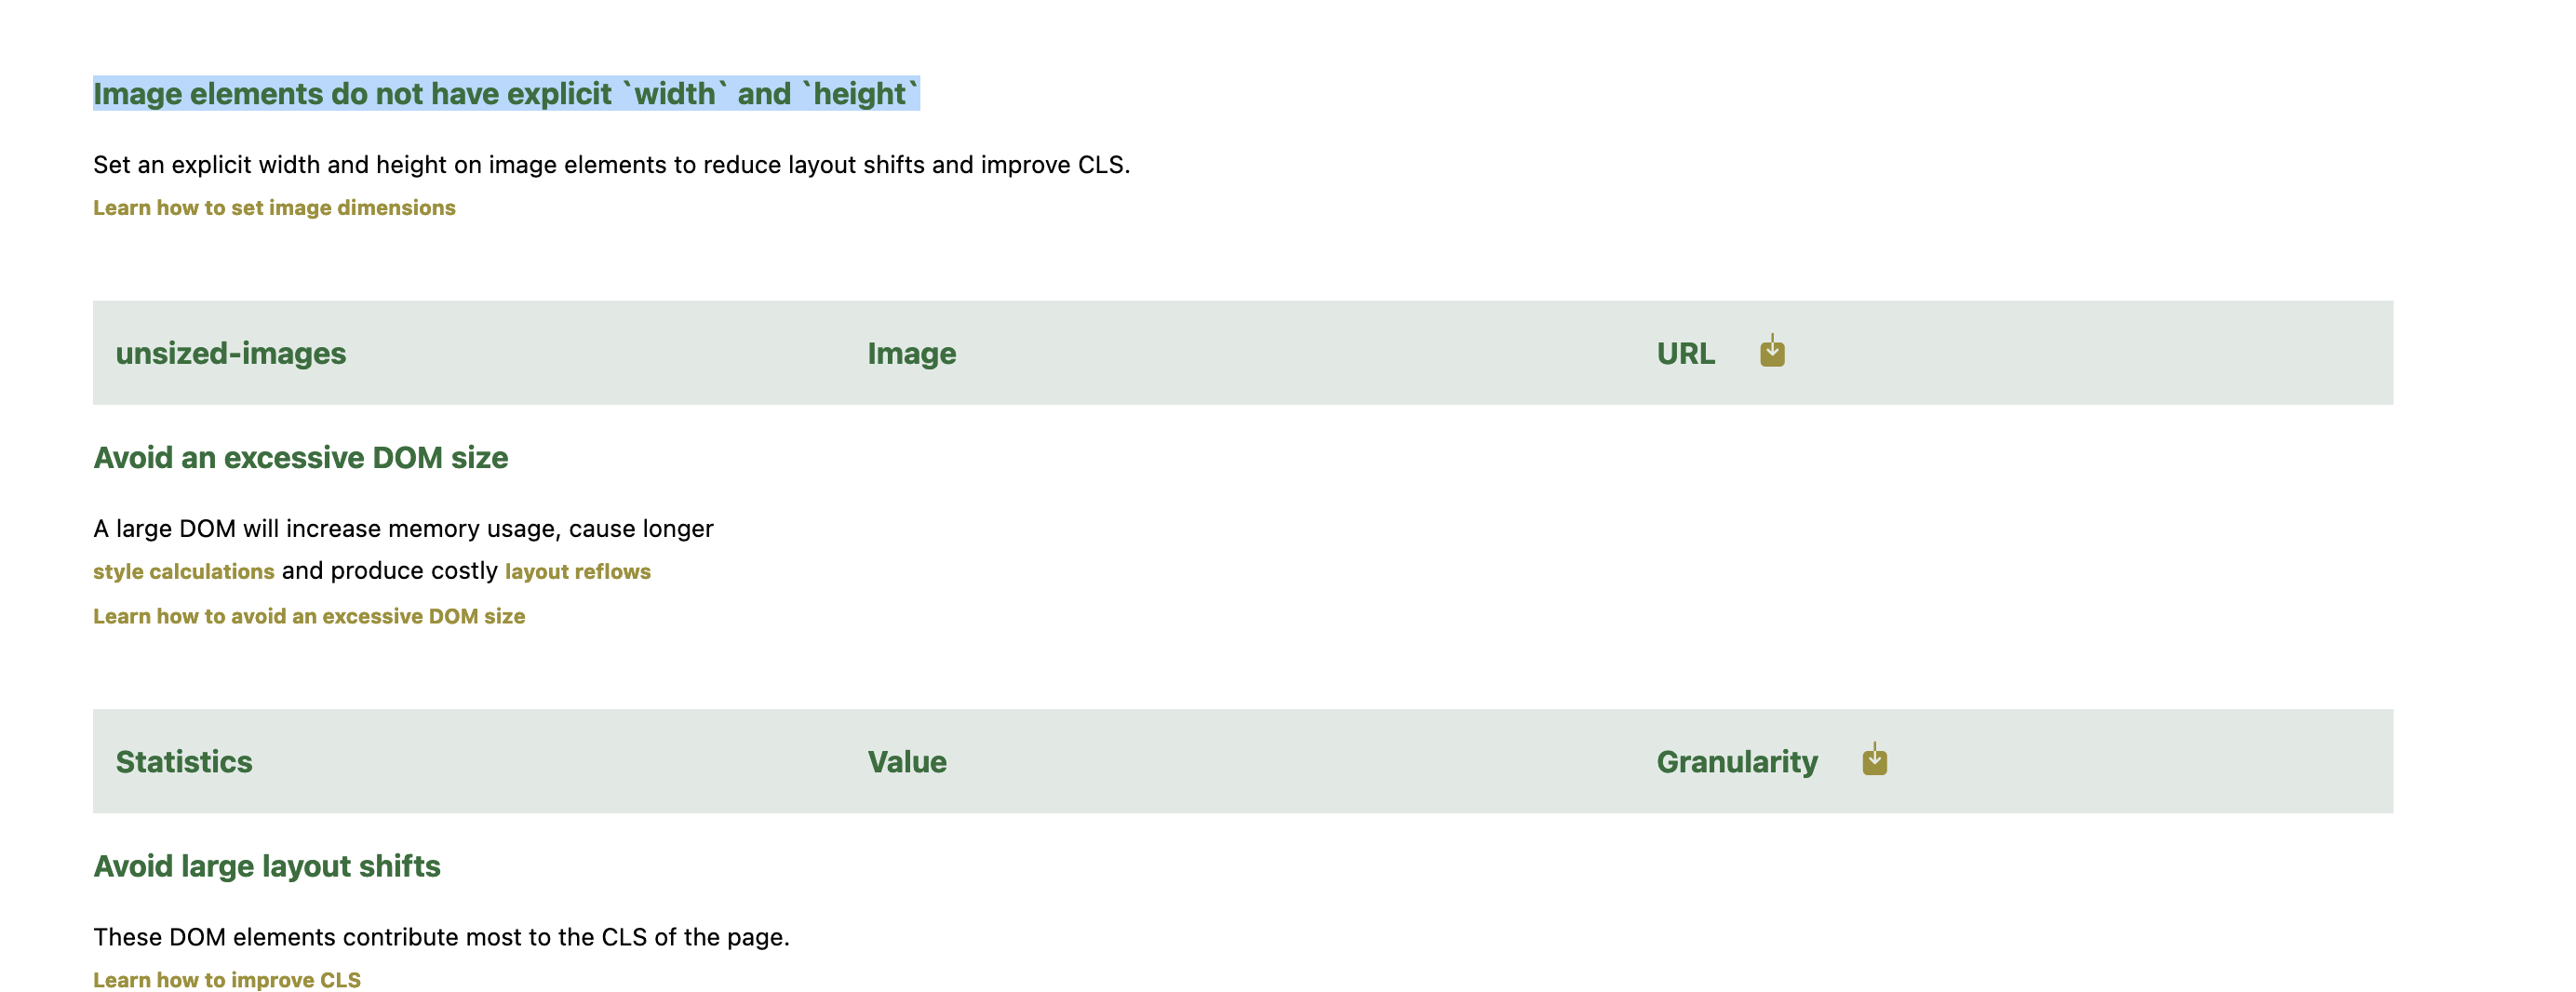 Image elements do not have explicit `width` and `height`
Set an explicit width and height on image elements to reduce layout shifts and improve CLS.
Learn how to set image dimensions
unsized-images Image URL
Avoid an excessive DOM size
A large DOM will increase memory usage, cause longer
style calculations and produce costly layout reflows
Learn how to avoid an excessive DOM size
Statistics Value Granularity
Avoid large layout shifts
These DOM elements contribute most to the CLS of the page.
Learn how to improve CLS